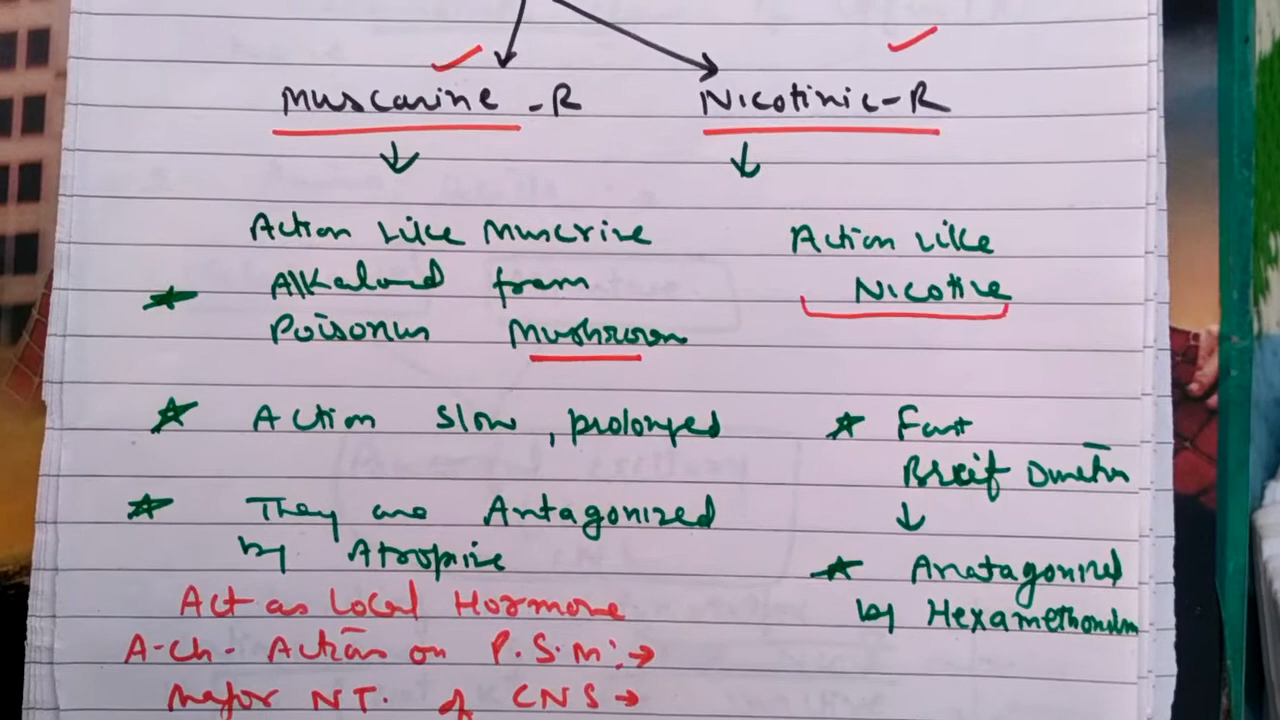 Muscarine-R
Nicotinic-R
Action Like Muscrine
Alkaloid from
Poisonus Mushroom
Action Like
Nicotine
Action slow, prolonged
Fast
Breif Duration
They are Antagonized
by Atropine
Anatagonized
by Hexamethonium
Act as Local Hormone
A-ch- Action on P.S.M:→
Major NT. of CNS→